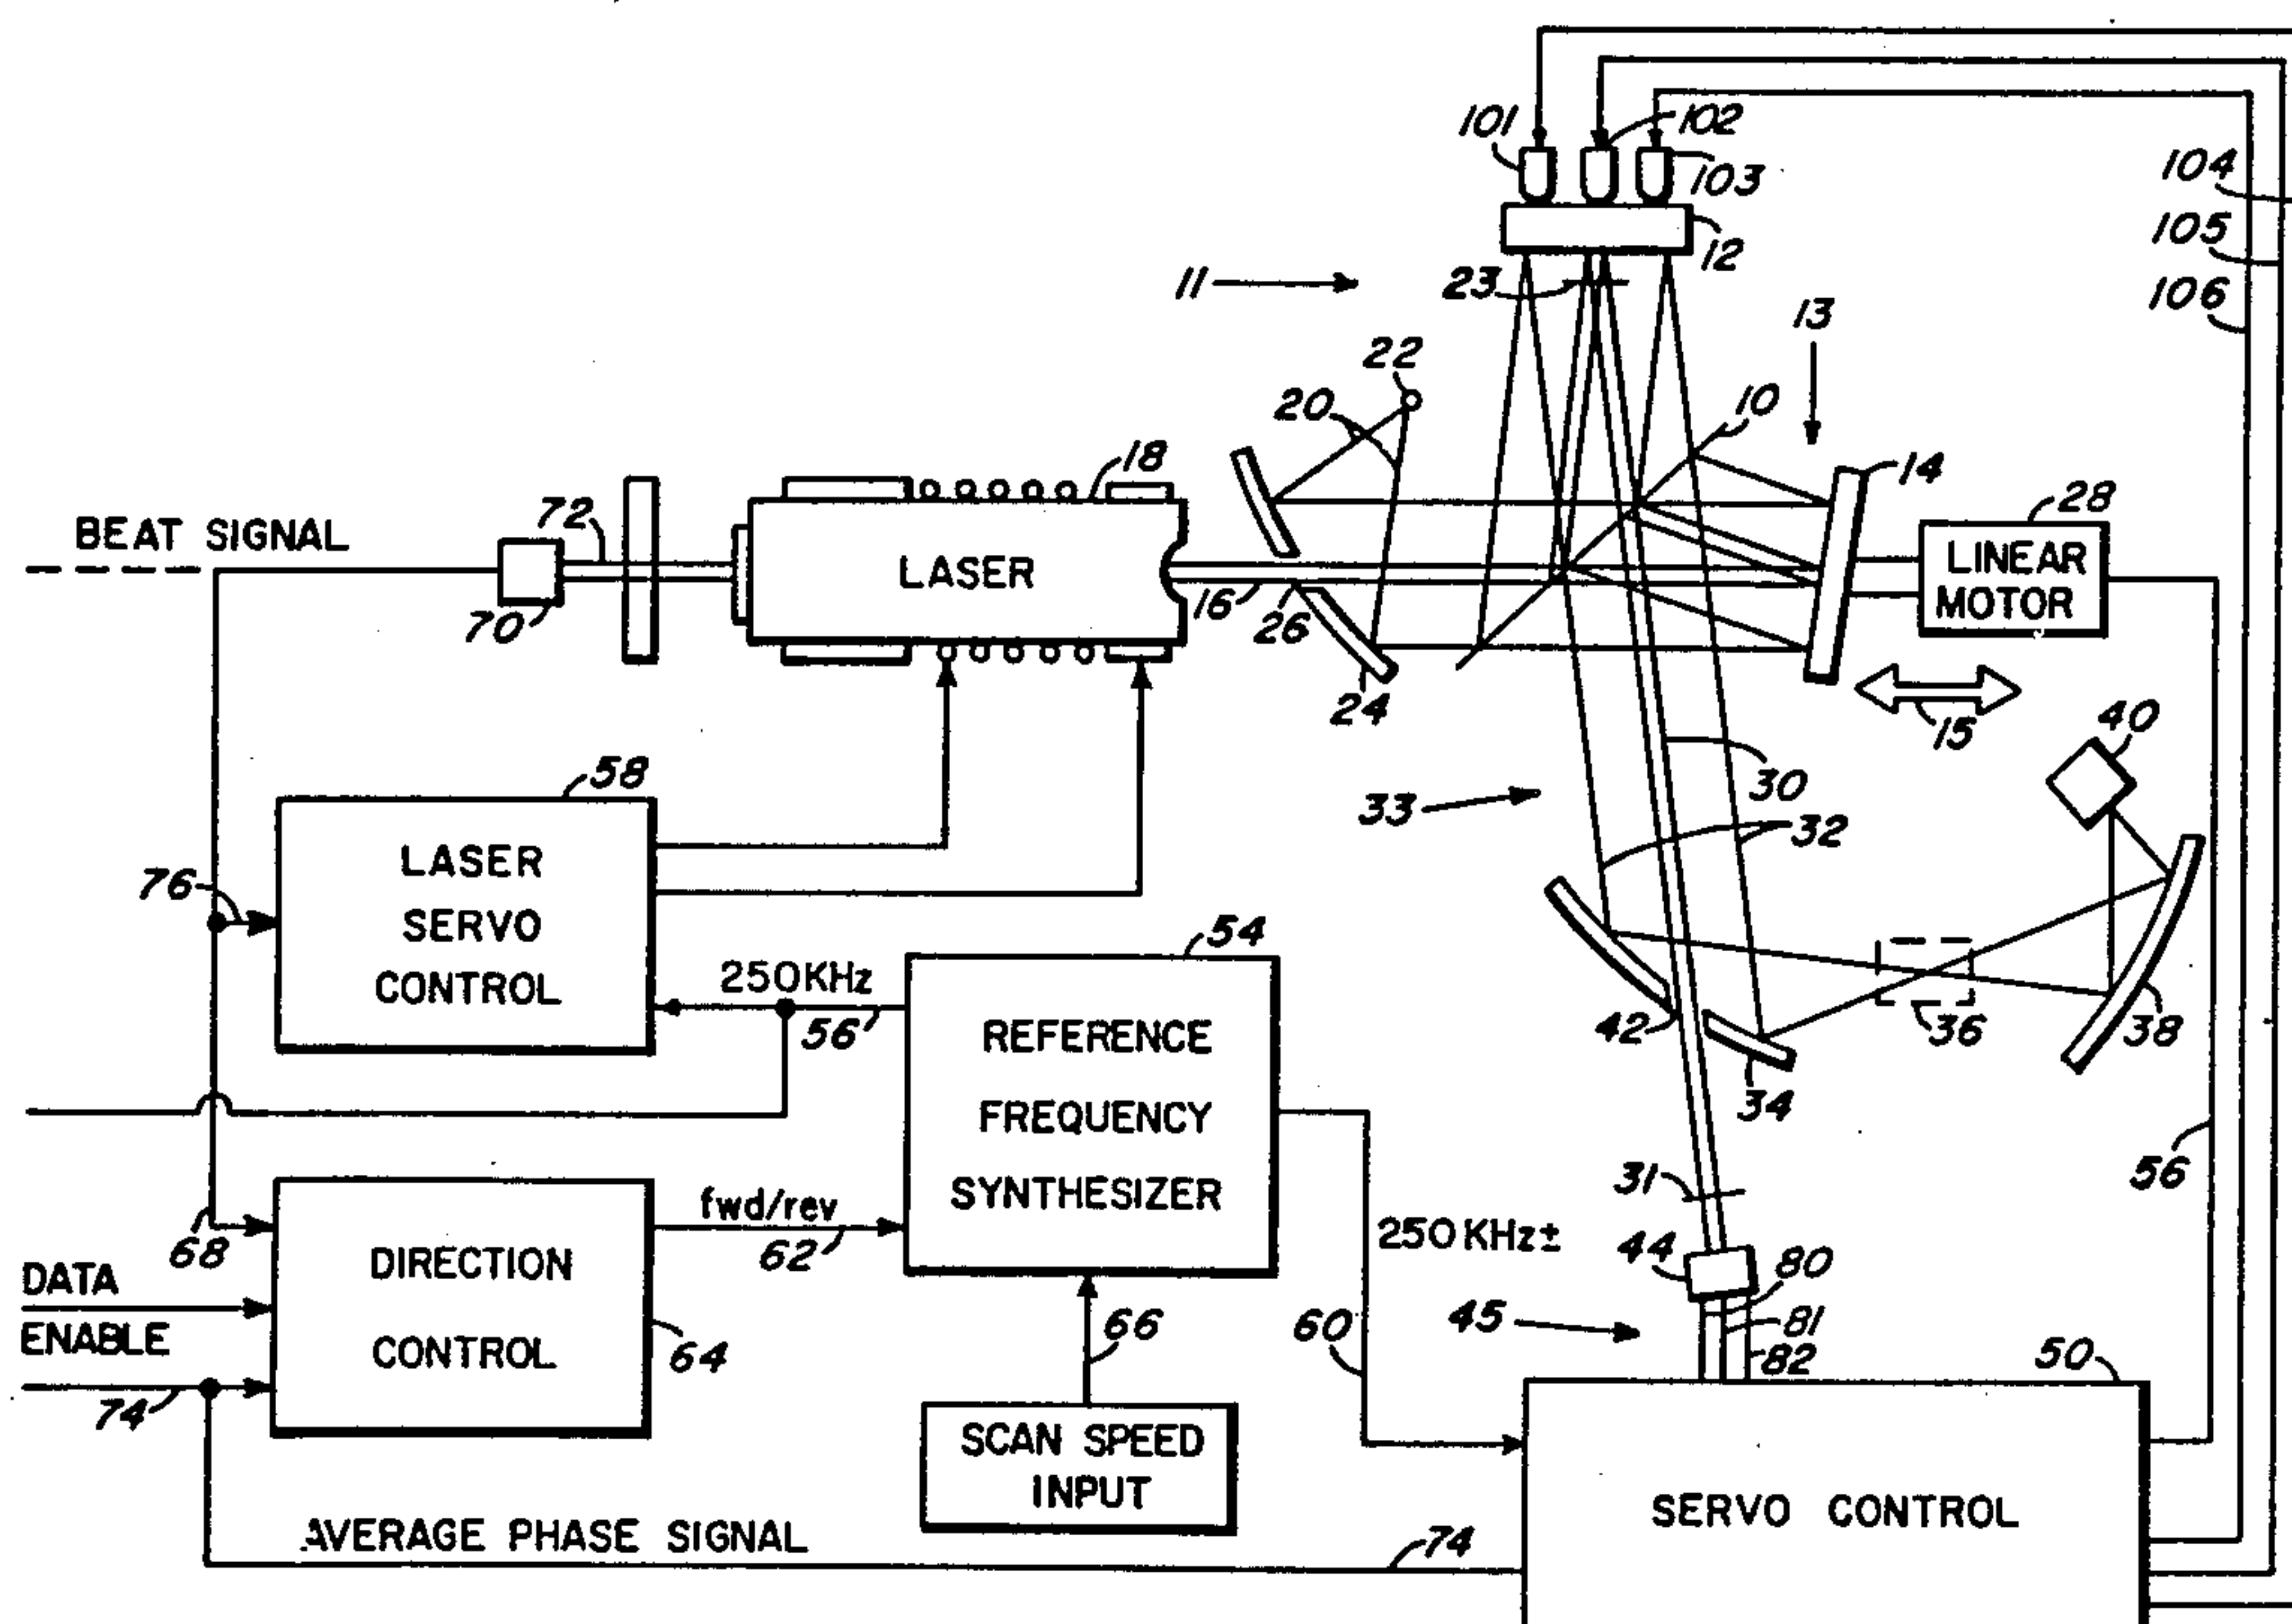 101
102
103
104
105
106
12
11
23
13
22
20
10
18
14
28
BEAT SIGNAL
72
LASER
LINEAR
MOTOR
70
16
26
24
15
40
58
30
33
32
LASER
SERVO
CONTROL
76
54
250KHz
56
REFERENCE
FREQUENCY
SYNTHESIZER
42
36
38
34
56
31
fwd/rev
62
68
DIRECTION
CONTROL
64
250KHz±
44
80
DATA
ENABLE
66
60
45
81
82
50
74
SCAN SPEED
INPUT
SERVO CONTROL
AVERAGE PHASE SIGNAL
74